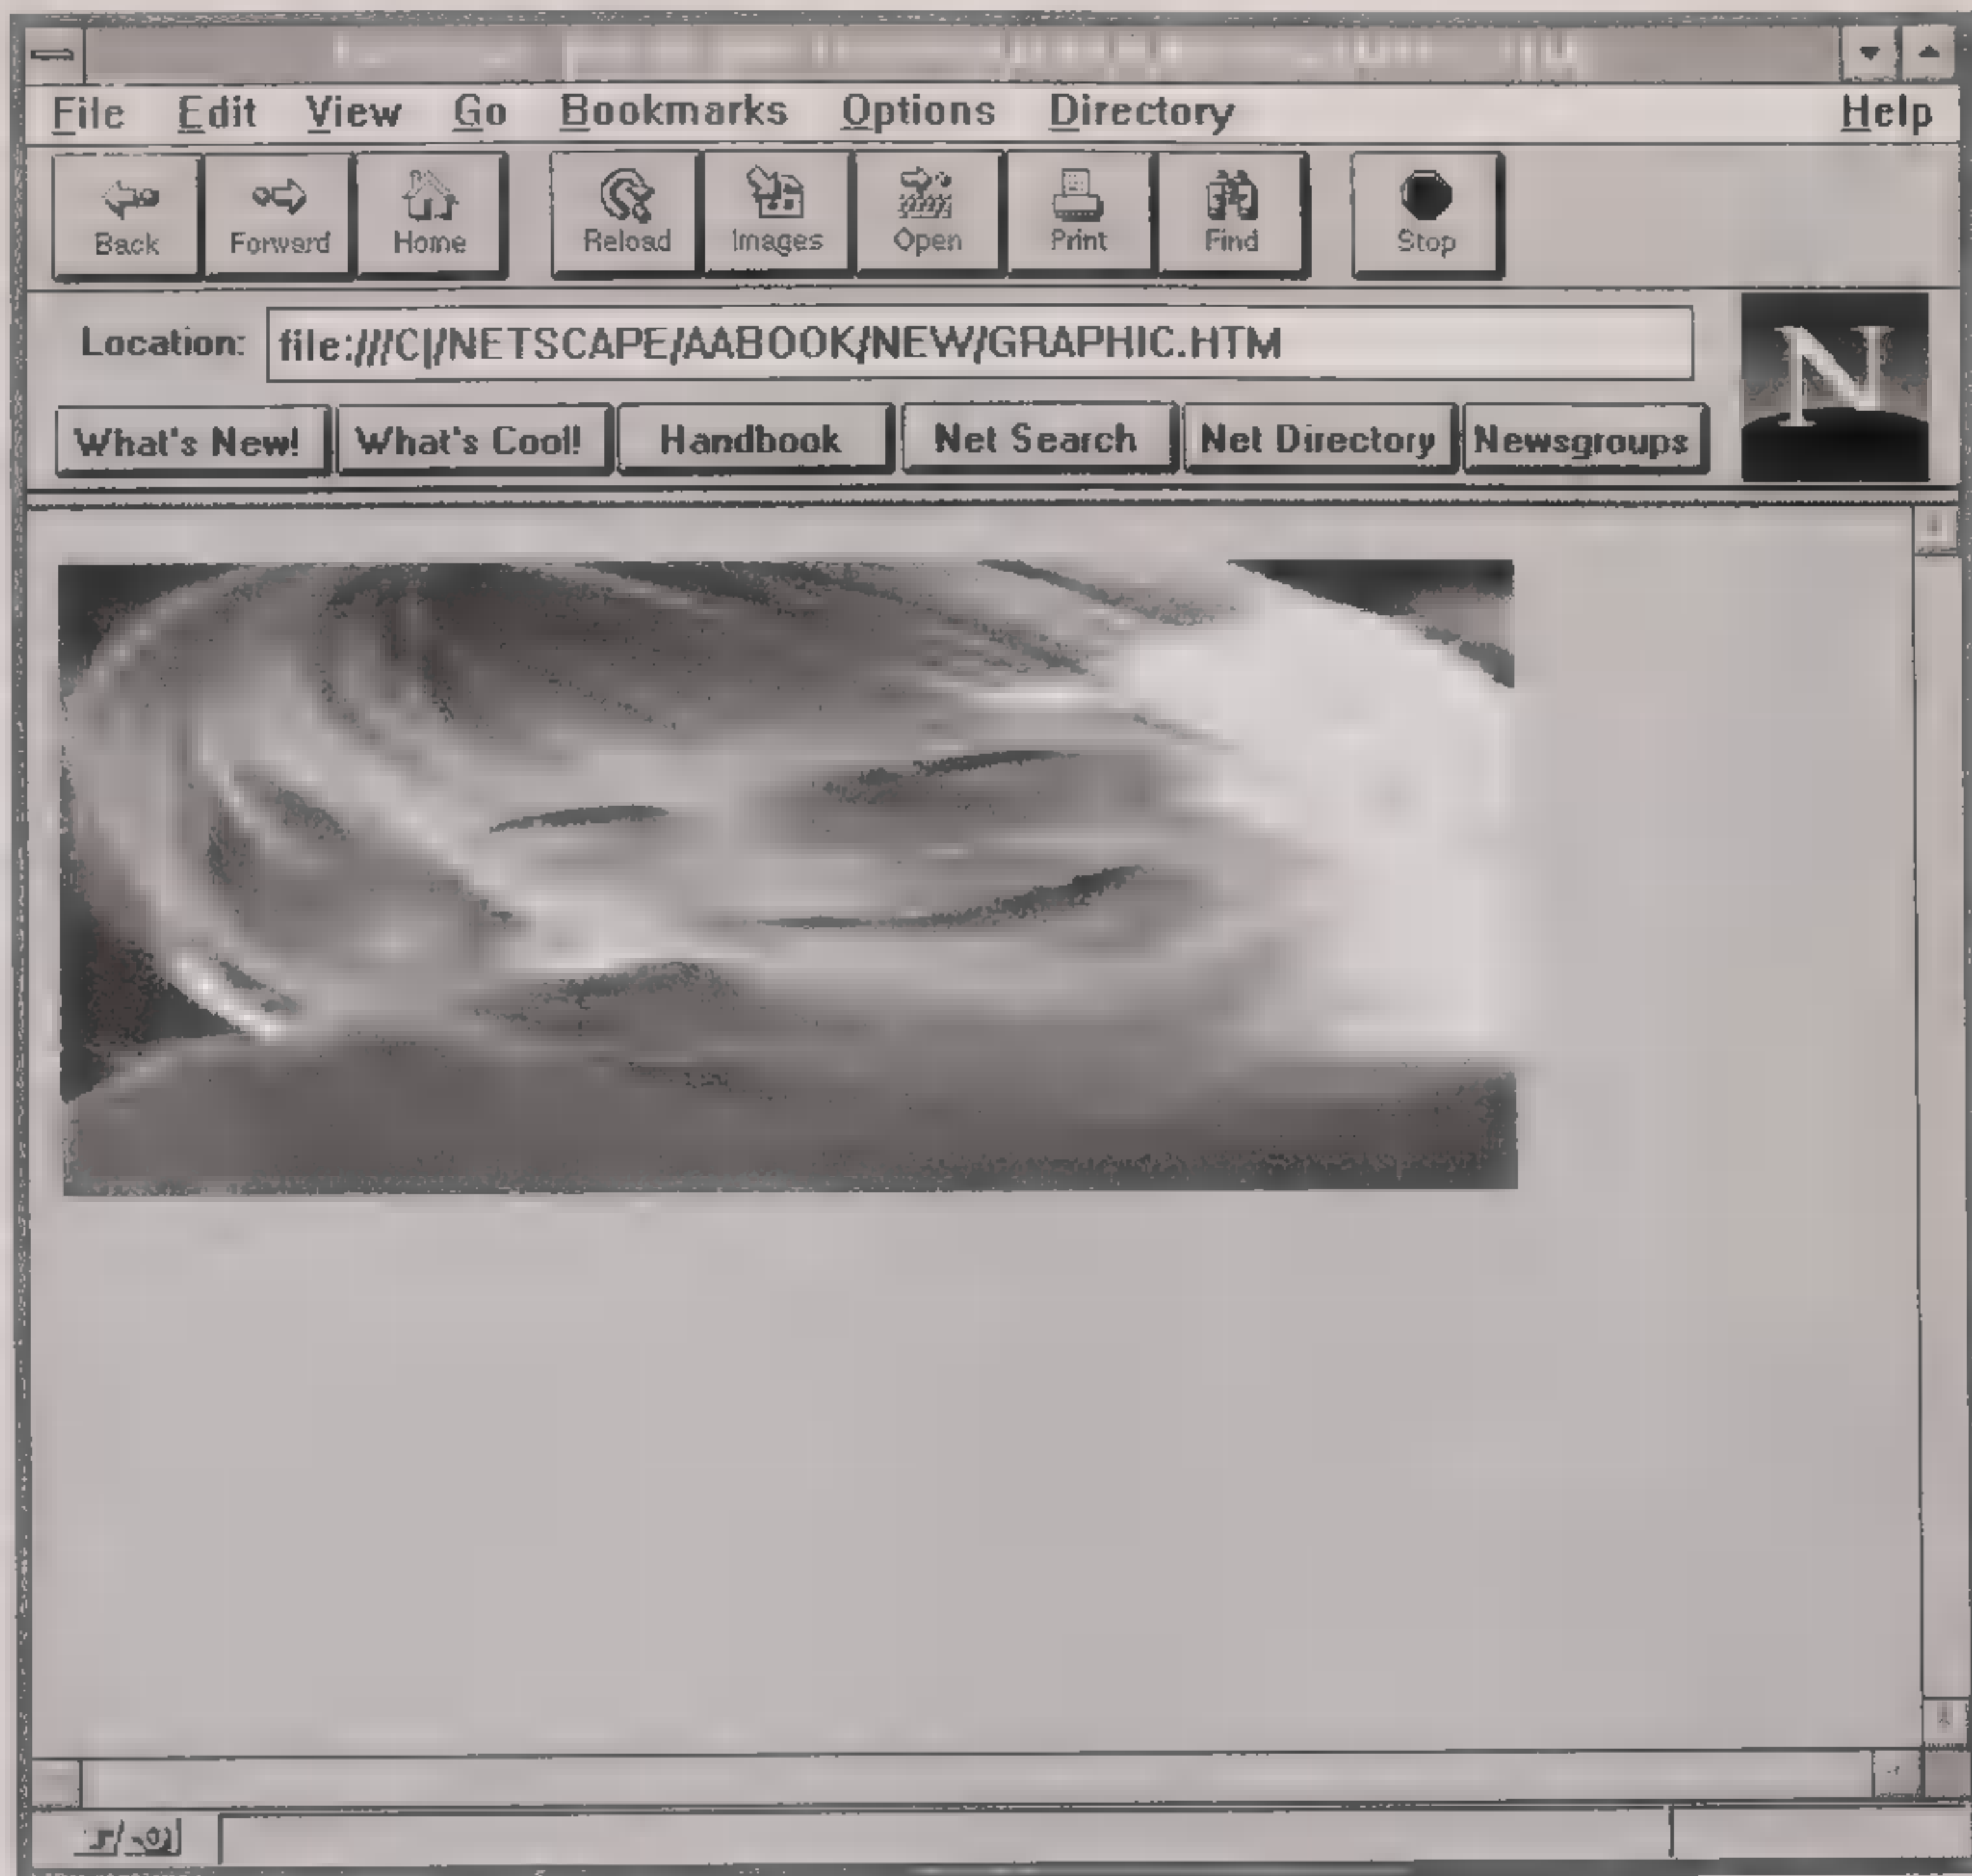 File Edit View Go Bookmarks Options Directory Help
Back Forward Home Reload Images Open Print Find Stop
Location: file:///C|/NETSCAPE/AABOOK/NEW/GRAPHIC.HTM
N
What's New! What's Cool! Handbook Net Search Net Directory Newsgroups